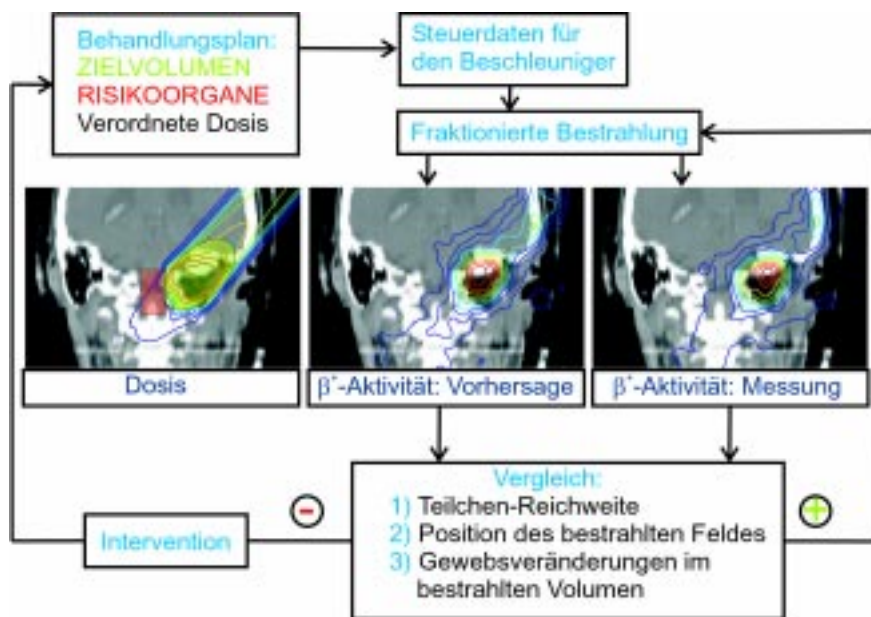 Behandlungsplan:
ZIELVOLUMEN
RISIKOORGANE
Verordnete Dosis
Steuerdaten für
den Beschleuniger
Fraktionierte Bestrahlung
Dosis
β⁺-Aktivität: Vorhersage
β⁺-Aktivität: Messung
Vergleich:
1) Teilchen-Reichweite
2) Position des bestrahlten Feldes
3) Gewebsveränderungen im
bestrahlten Volumen
-
+
Intervention